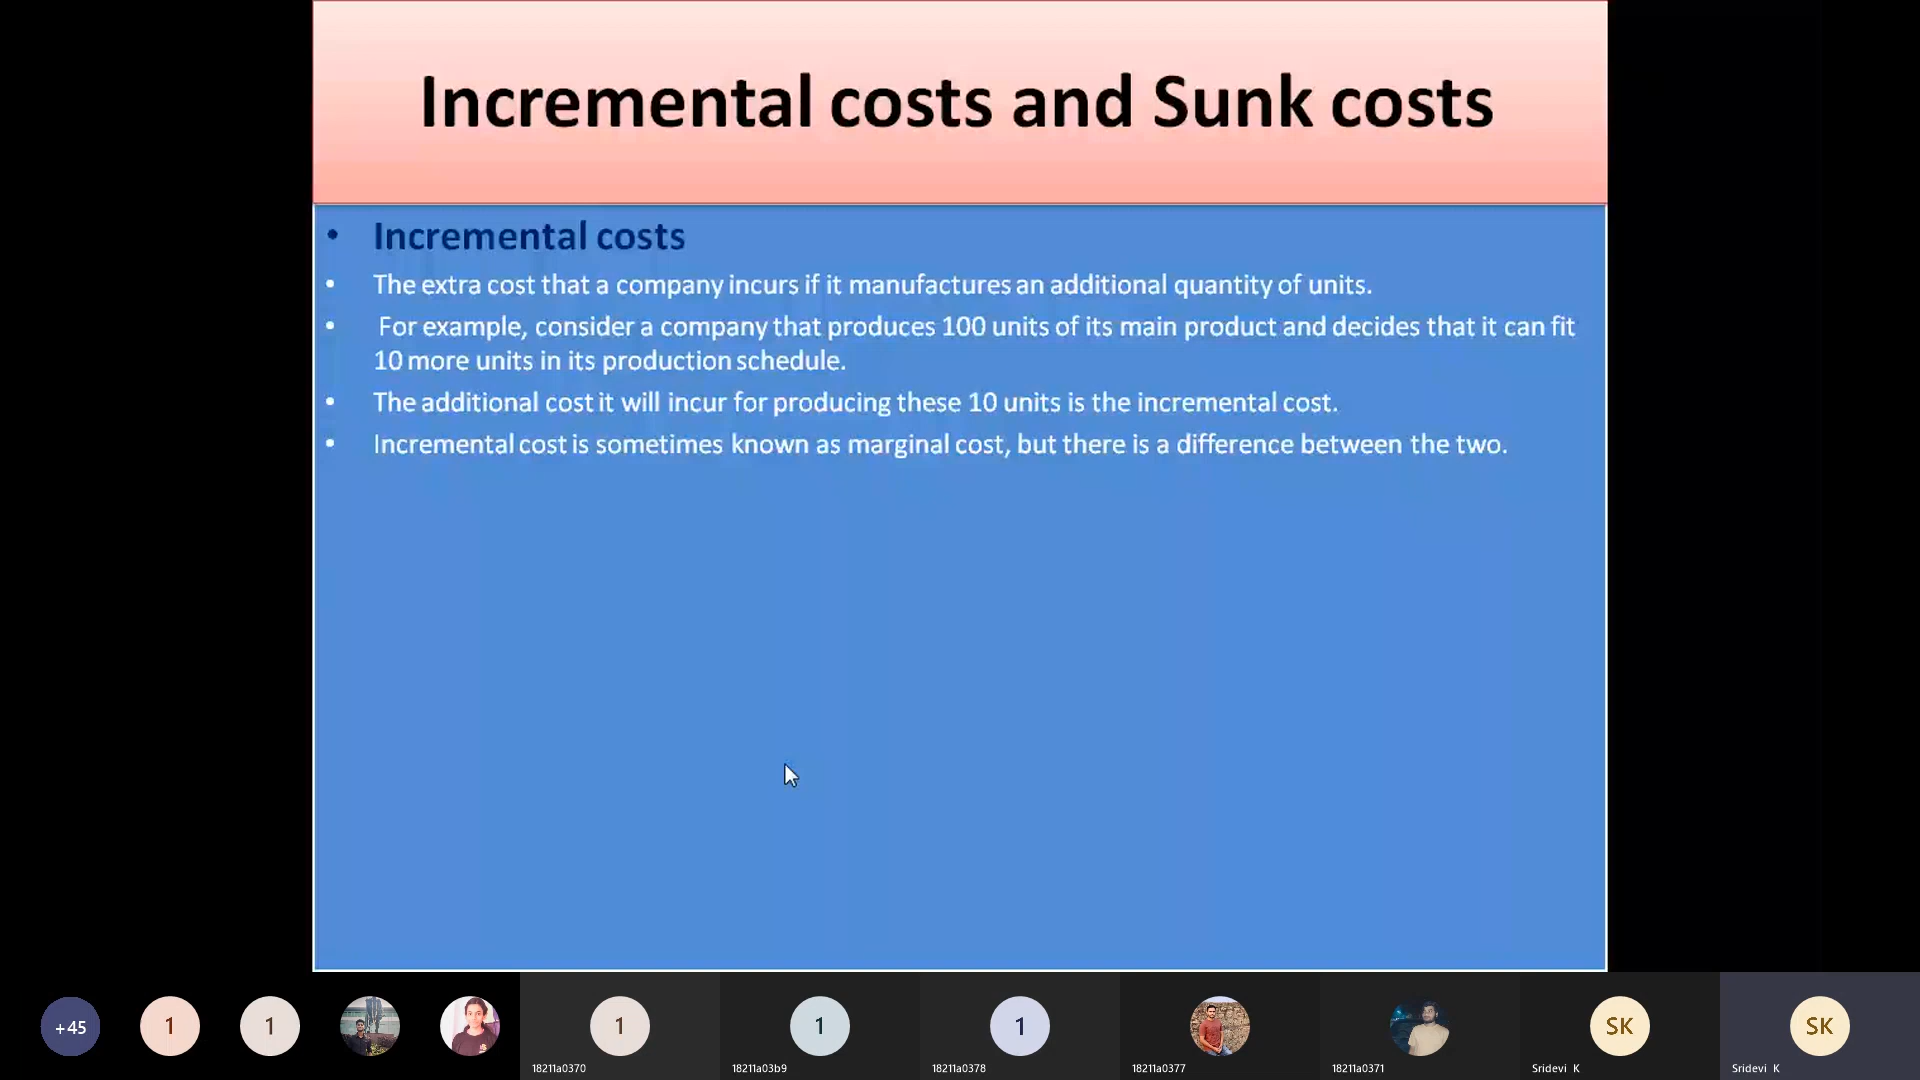 Incremental costs and Sunk costs
• Incremental costs
• The extra cost that a company incurs if it manufactures an additional quantity of units.
• For example, consider a company that produces 100 units of its main product and decides that it can fit
10 more units in its production schedule.
• The additional cost it will incur for producing these 10 units is the incremental cost.
• Incremental cost is sometimes known as marginal cost, but there is a difference between the two.
+45 1 1 1 1 1 SK SK
18211a0370 18211a03b9 18211a0378 18211a0377 18211a0371 Sridevi K Sridevi K